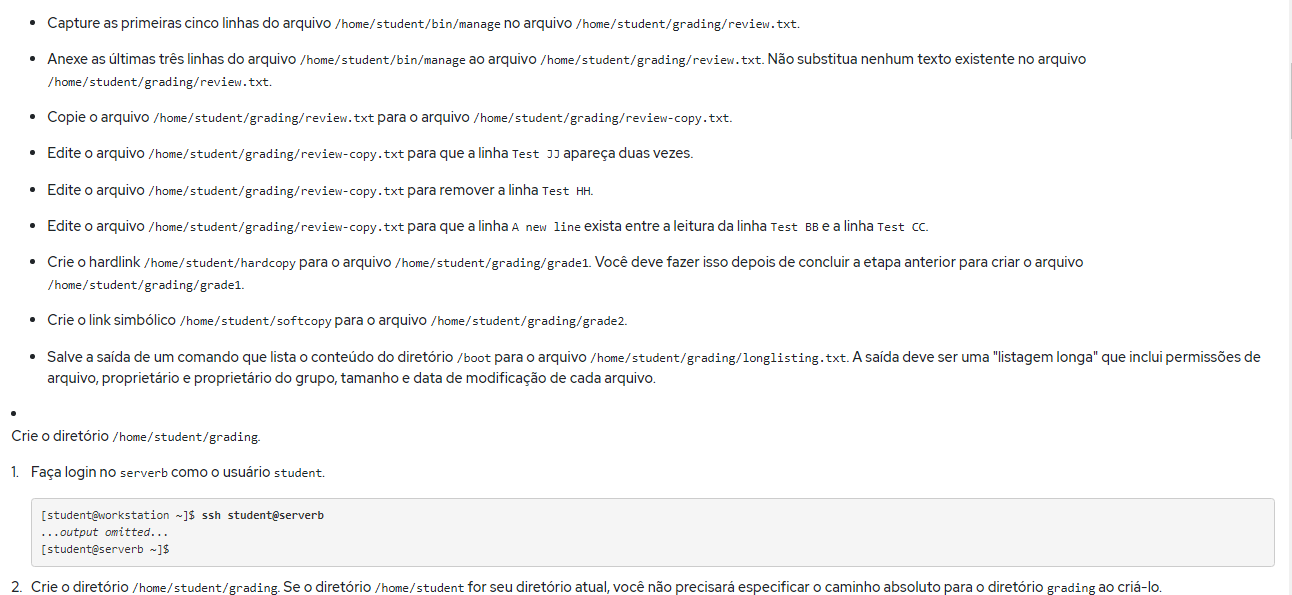 • Capture as primeiras cinco linhas do arquivo /home/student/bin/manage no arquivo /home/student/grading/review.txt.
• Anexe as últimas três linhas do arquivo /home/student/bin/manage ao arquivo /home/student/grading/review.txt. Não substitua nenhum texto existente no arquivo
/home/student/grading/review.txt.
• Copie o arquivo /home/student/grading/review.txt para o arquivo /home/student/grading/review-copy.txt.
• Edite o arquivo /home/student/grading/review-copy.txt para que a linha Test JJ apareça duas vezes.
• Edite o arquivo /home/student/grading/review-copy.txt para remover a linha Test HH.
• Edite o arquivo /home/student/grading/review-copy.txt para que a linha A new line exista entre a leitura da linha Test BB e a linha Test CC.
• Crie o hardlink /home/student/hardcopy para o arquivo /home/student/grading/grade1. Você deve fazer isso depois de concluir a etapa anterior para criar o arquivo
/home/student/grading/grade1.
• Crie o link simbólico /home/student/softcopy para o arquivo /home/student/grading/grade2.
• Salve a saída de um comando que lista o conteúdo do diretório /boot para o arquivo /home/student/grading/longlisting.txt. A saída deve ser uma "listagem longa" que inclui permissões de
arquivo, proprietário e proprietário do grupo, tamanho e data de modificação de cada arquivo.
•
Crie o diretório /home/student/grading.
1. Faça login no serverb como o usuário student.
[student@workstation ~]$ ssh student@serverb
...output omitted...
[student@serverb ~]$
2. Crie o diretório /home/student/grading. Se o diretório /home/student for seu diretório atual, você não precisará especificar o caminho absoluto para o diretório grading ao criá-lo.